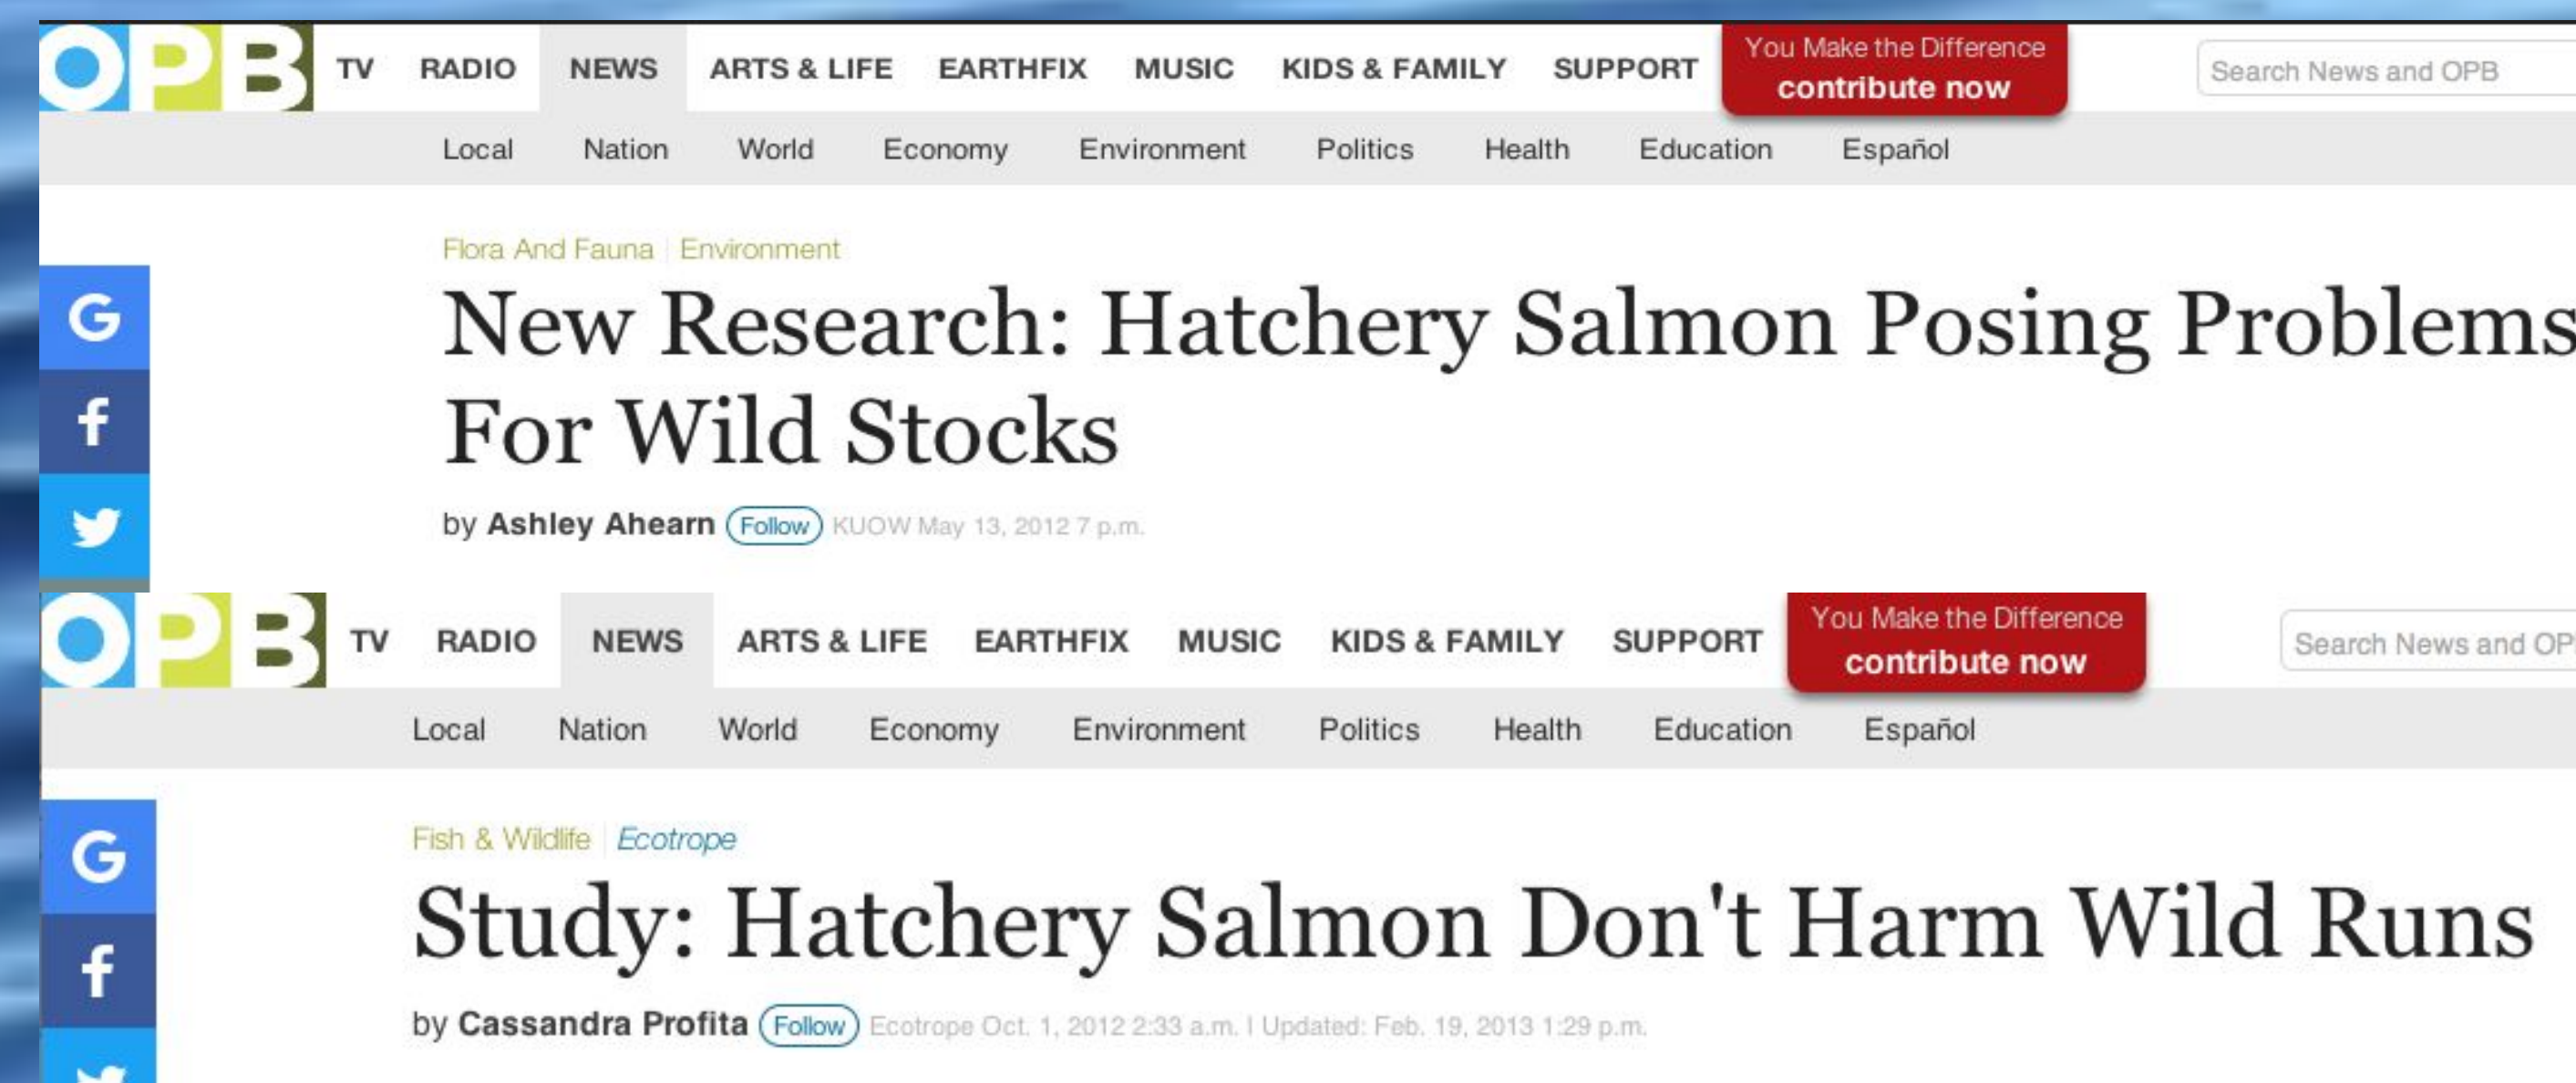 OPB TV RADIO NEWS ARTS & LIFE EARTHFIX MUSIC KIDS & FAMILY SUPPORT You Make the Difference
contribute now
Search News and OPB
Local Nation World Economy Environment Politics Health Education Español
Flora And Fauna | Environment
New Research: Hatchery Salmon Posing Problems
For Wild Stocks
by Ashley Ahearn Follow KUOW May 13, 2012 7 p.m.
G
f
OPB TV RADIO NEWS ARTS & LIFE EARTHFIX MUSIC KIDS & FAMILY SUPPORT You Make the Difference
contribute now
Search News and OP
Local Nation World Economy Environment Politics Health Education Español
Fish & Wildlife | Ecotrope
Study: Hatchery Salmon Don't Harm Wild Runs
by Cassandra Profita Follow Ecotrope Oct. 1, 2012 2:33 a.m. | Updated: Feb. 19, 2013 1:29 p.m.
G
f